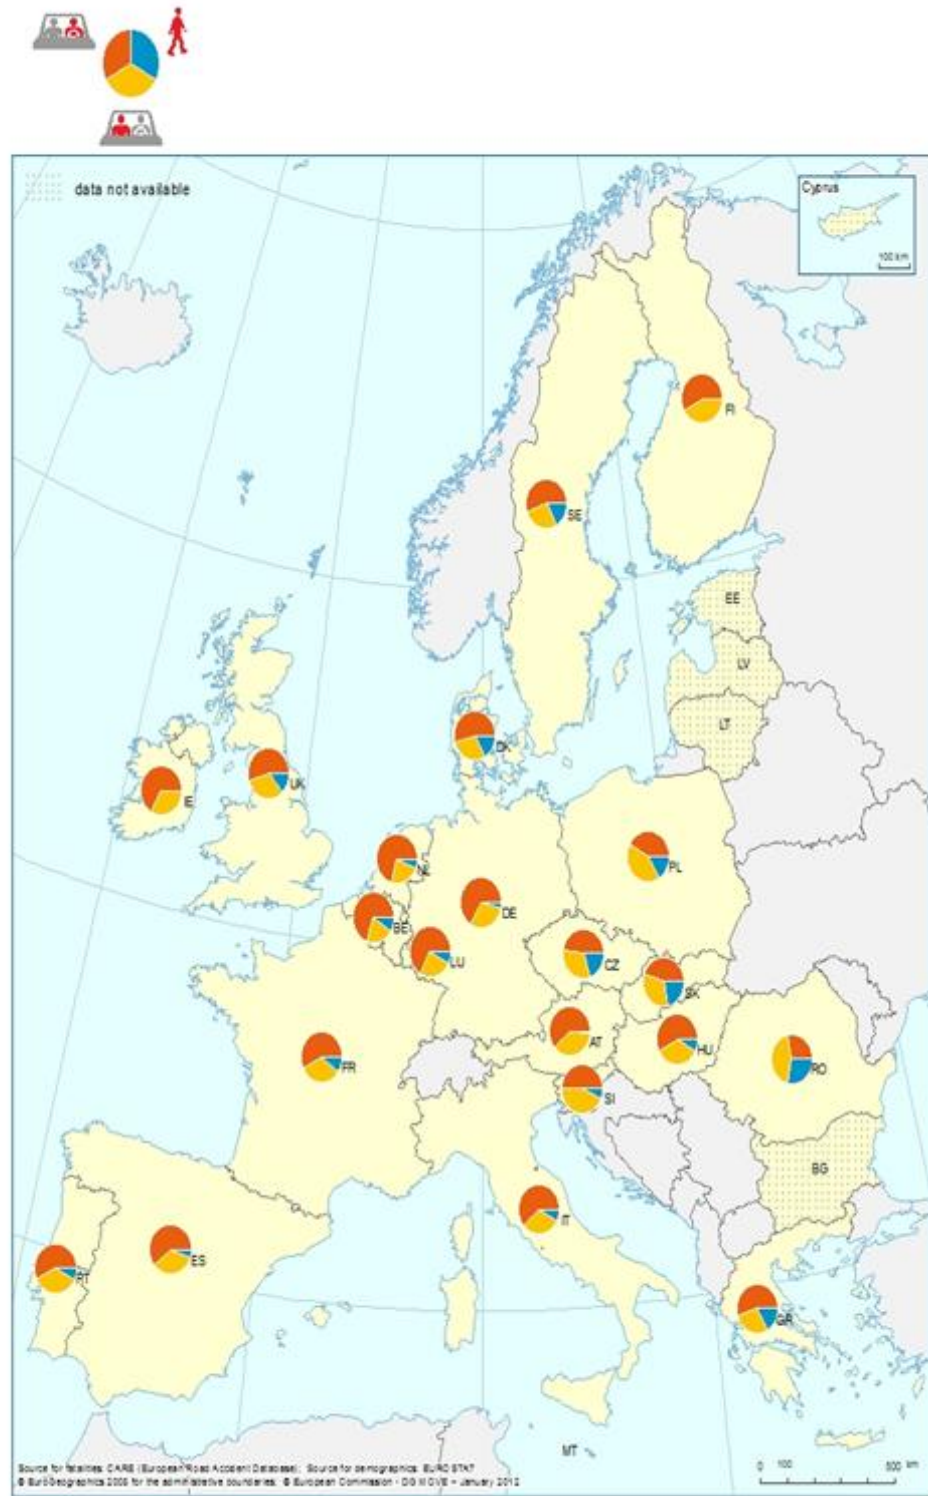 data not available
Cyprus
100 km
FI
SE
EE
LV
LT
DK
IE
UK
NL
PL
DE
BE
LU
CZ
SK
AT
HU
RO
FR
SI
BG
IT
ES
PT
GR
MT
Source for fatalities: CARE (European Road Accident Database); Source for demographics: EUROSTAT
© EuroGeographics 2006 for the administrative boundaries; © European Commission - DG MOVE – January 2012
0 100 500 km